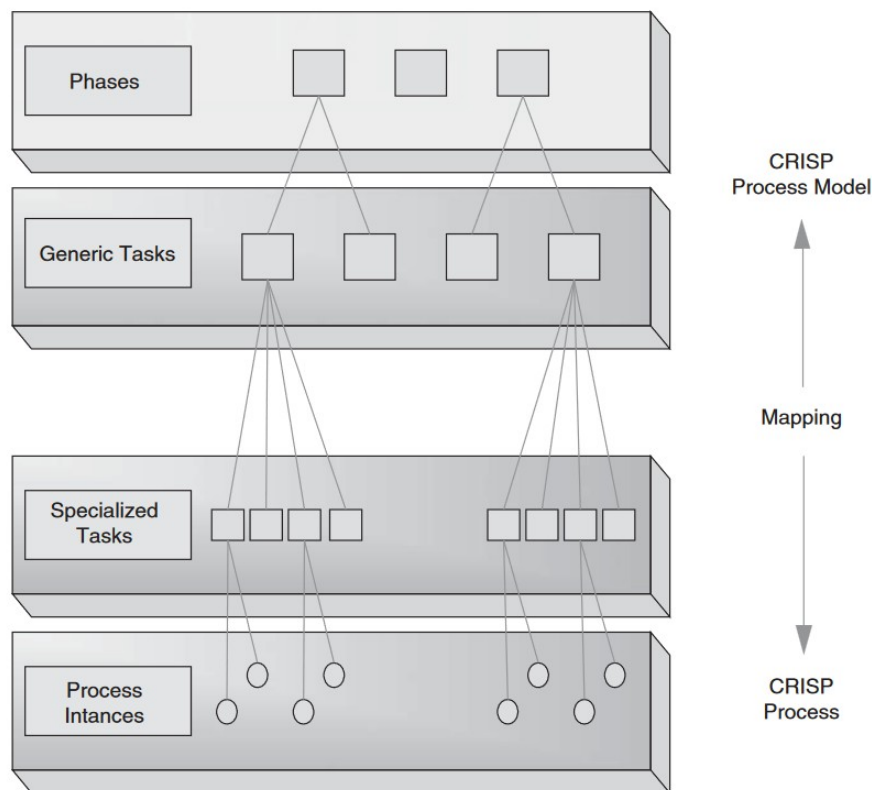 Phases
CRISP
Process Model
Generic Tasks
Mapping
Specialized
Tasks
Process
Intances
CRISP
Process